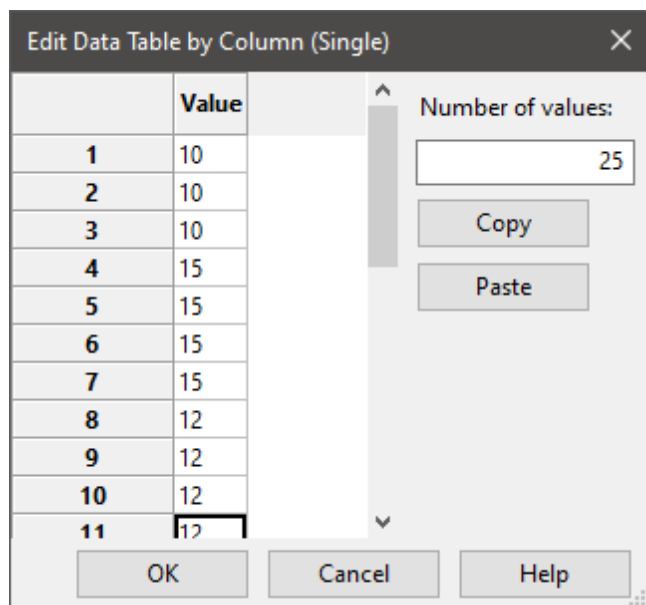 Edit Data Table by Column (Single)
Value
Number of values:
25
Copy
Paste
1 10
2 10
3 10
4 15
5 15
6 15
7 15
8 12
9 12
10 12
11 12
OK Cancel Help